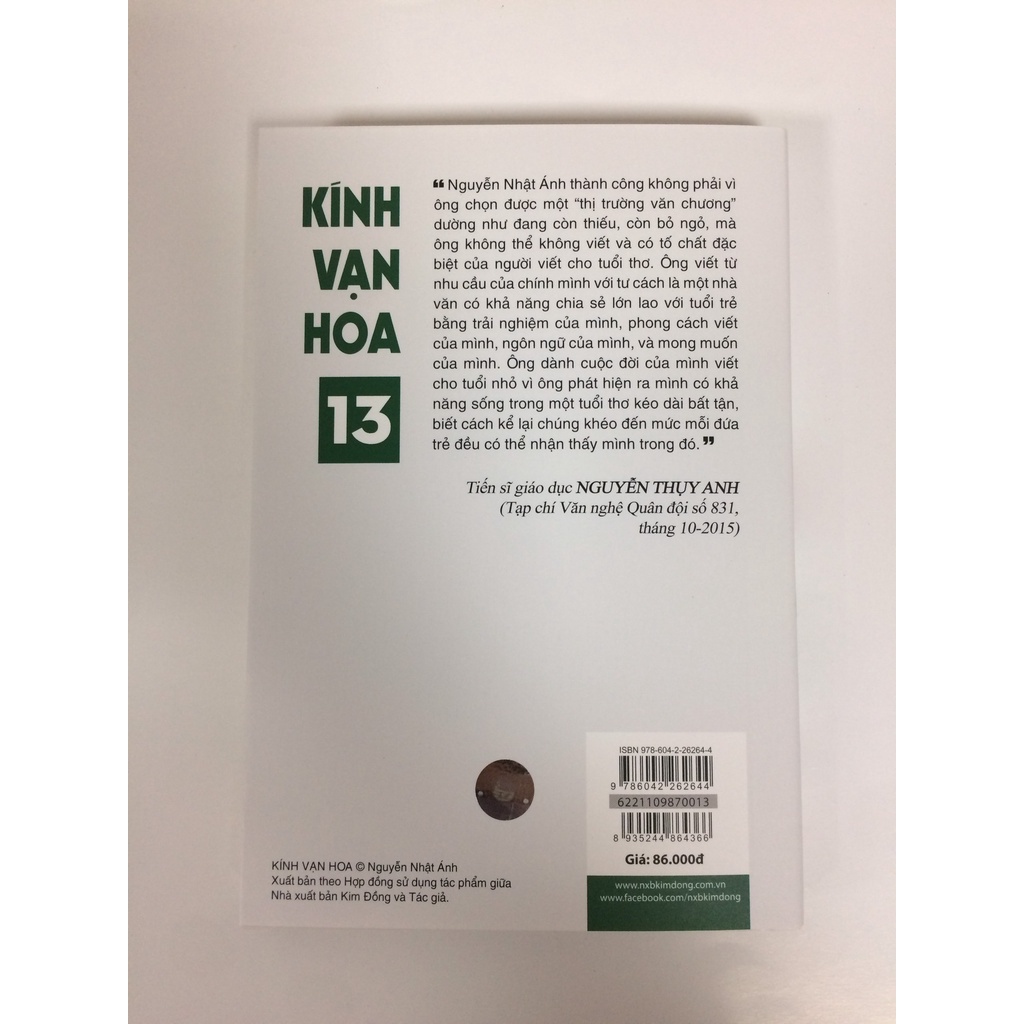 KÍNH
VẠN
HOA
13
❝ Nguyễn Nhật Ánh thành công không phải vì
ông chọn được một “thị trường văn chương”
dường như đang còn thiếu, còn bỏ ngỏ, mà
ông không thể không viết và có tố chất đặc
biệt của người viết cho tuổi thơ. Ông viết từ
nhu cầu của chính mình với tư cách là một nhà
văn có khả năng chia sẻ lớn lao với tuổi trẻ
bằng trải nghiệm của mình, phong cách viết
của mình, ngôn ngữ của mình, và mong muốn
của mình. Ông dành cuộc đời của mình viết
cho tuổi nhỏ vì ông phát hiện ra mình có khả
năng sống trong một tuổi thơ kéo dài bất tận,
biết cách kể lại chúng khéo đến mức mỗi đứa
trẻ đều có thể nhận thấy mình trong đó.❞
Tiến sĩ giáo dục NGUYỄN THỤY ANH
(Tạp chí Văn nghệ Quân đội số 831,
tháng 10-2015)
ISBN 978-604-2-26264-4
9 786042 262644
6221109870013
8 935244 864366
Giá: 86.000đ
www.nxbkimdong.com.vn
www.facebook.com/nxbkimdong
KÍNH VẠN HOA © Nguyễn Nhật Ánh
Xuất bản theo Hợp đồng sử dụng tác phẩm giữa
Nhà xuất bản Kim Đồng và Tác giả.